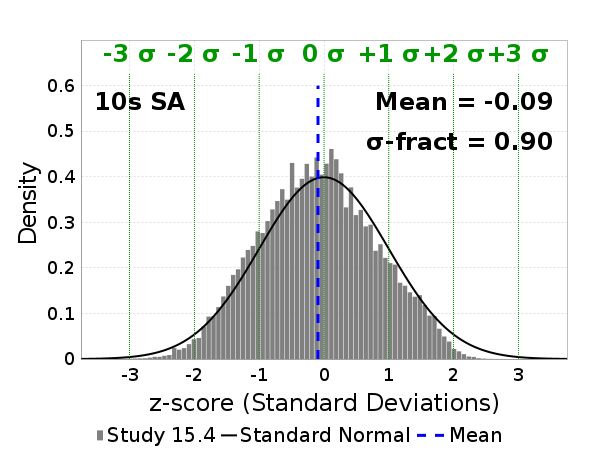 -3 σ -2 σ -1 σ 0 σ +1 σ +2 σ +3 σ
0.6
10s SA
Mean = -0.09
0.5
σ-fract = 0.90
0.4
0.3
0.2
0.1
0
Density
-3 -2 -1 0 1 2 3
z-score (Standard Deviations)
Study 15.4 Standard Normal Mean